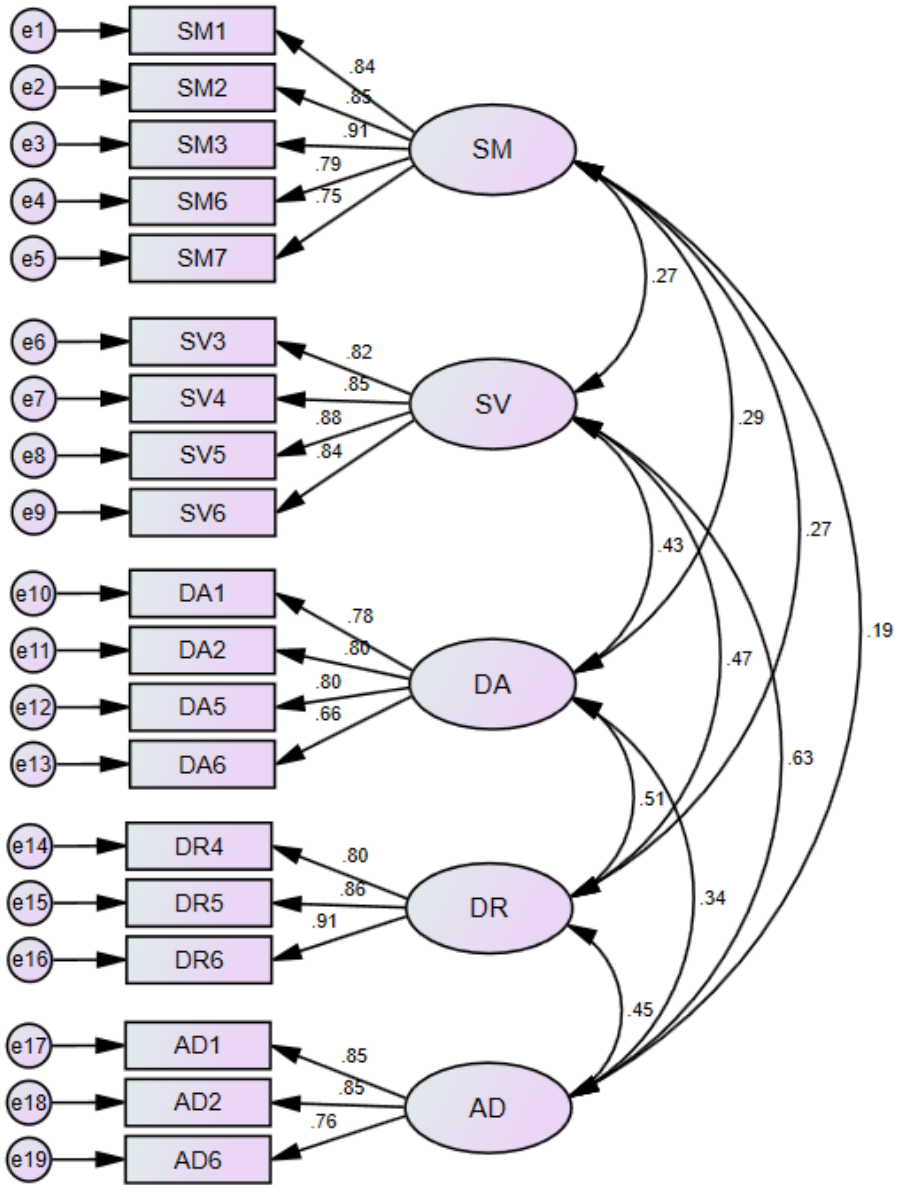 e1 SM1
.84
e2 SM2
.85
e3 SM3
.91
SM
e4 SM6
.79
e5 SM7
.75
.27
e6 SV3
.82
e7 SV4
.85
SV
e8 SV5
.88
e9 SV6
.84
.29
.43
.27
e10 DA1
.78
e11 DA2
.80
DA
e12 DA5
.80
e13 DA6
.66
.47
.19
.63
.51
e14 DR4
.80
e15 DR5
.86
DR
e16 DR6
.91
.34
.45
e17 AD1
.85
e18 AD2
.85
AD
e19 AD6
.76